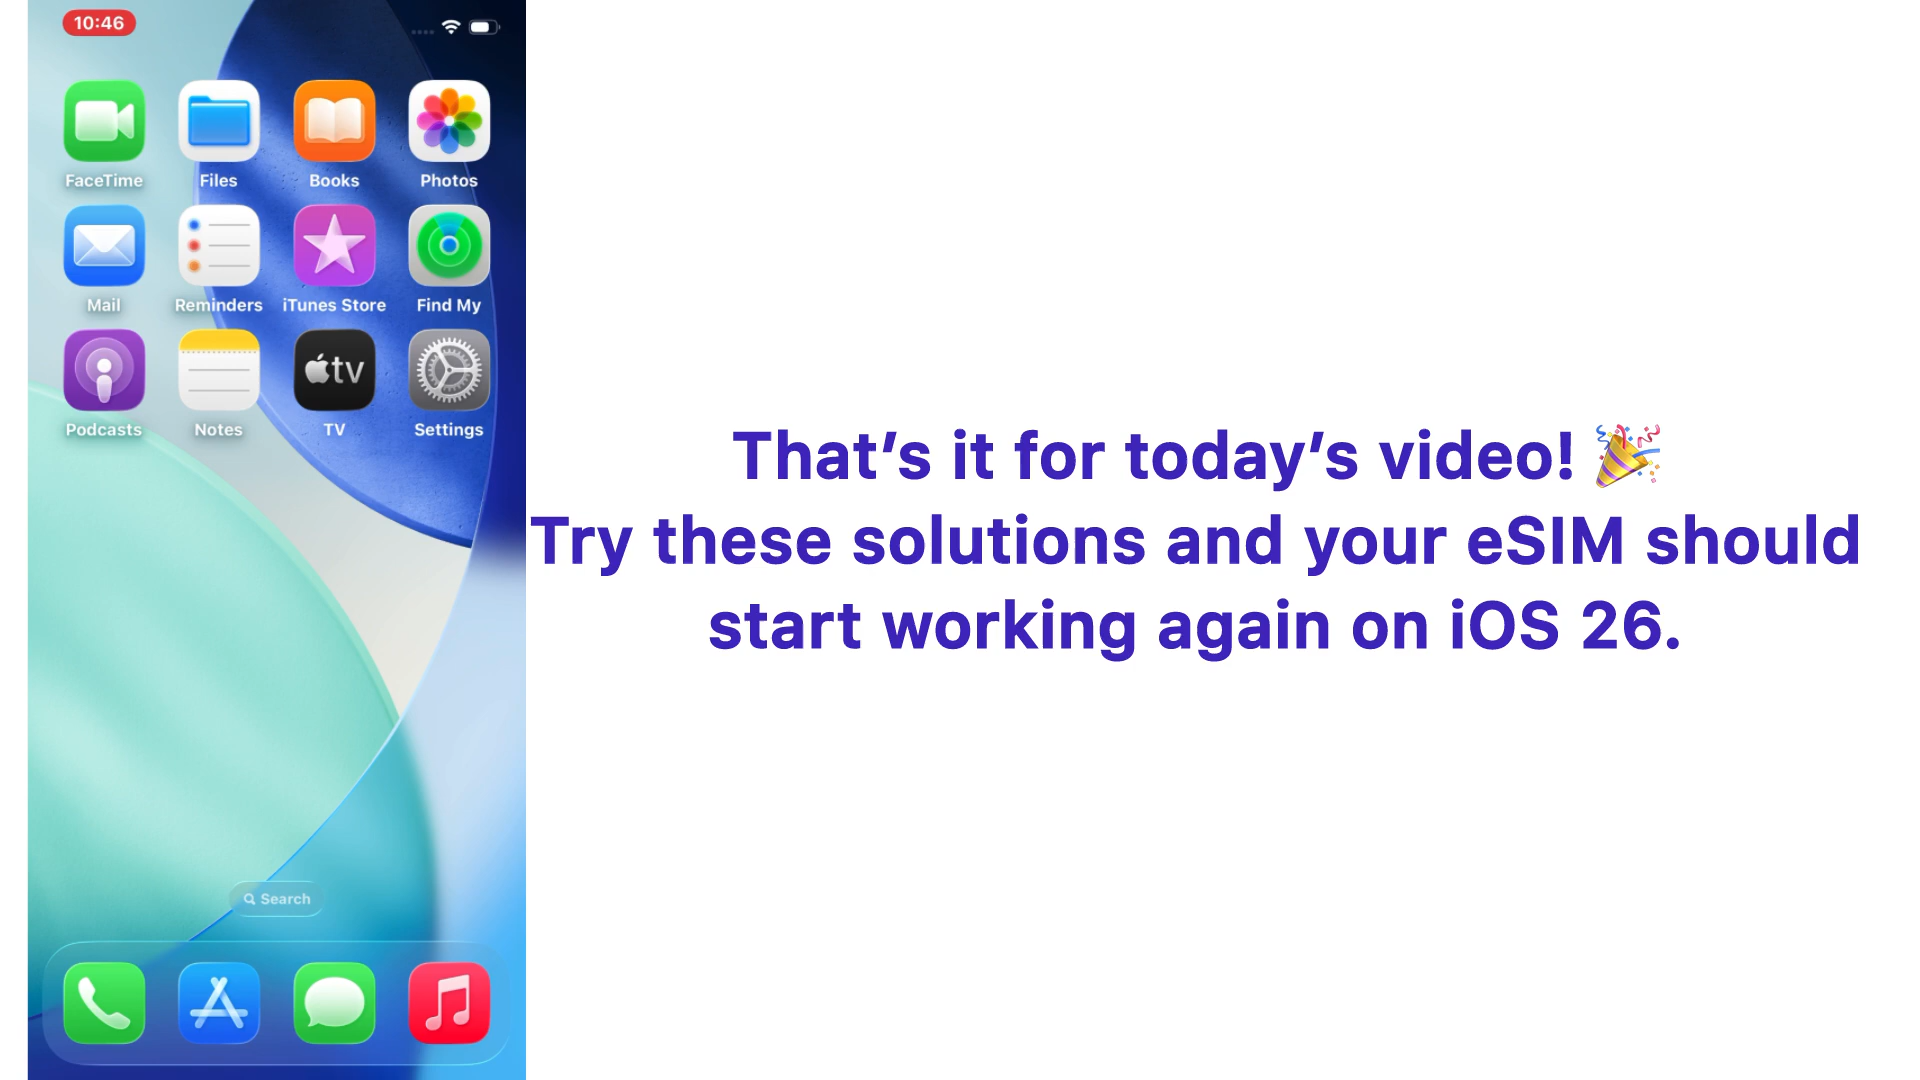 10:46
FaceTime Files Books Photos
Mail Reminders iTunes Store Find My
tv
Podcasts Notes TV Settings
Search
That’s it for today’s video! 🎉
Try these solutions and your eSIM should
start working again on iOS 26.